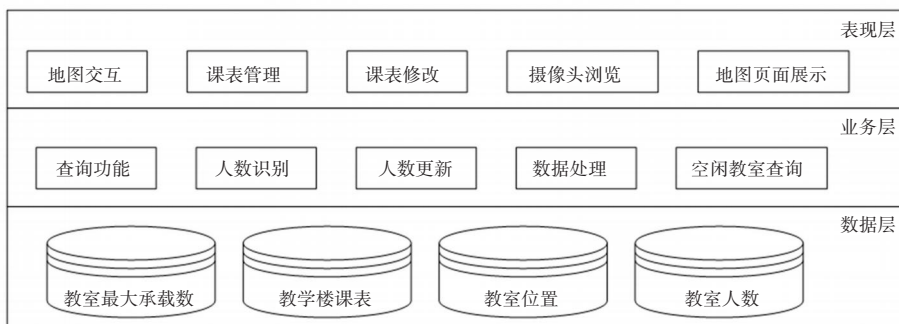 表现层
地图交互
课表管理
课表修改
摄像头浏览
地图页面展示
业务层
查询功能
人数识别
人数更新
数据处理
空闲教室查询
数据层
教室最大承载数
教学楼课表
教室位置
教室人数